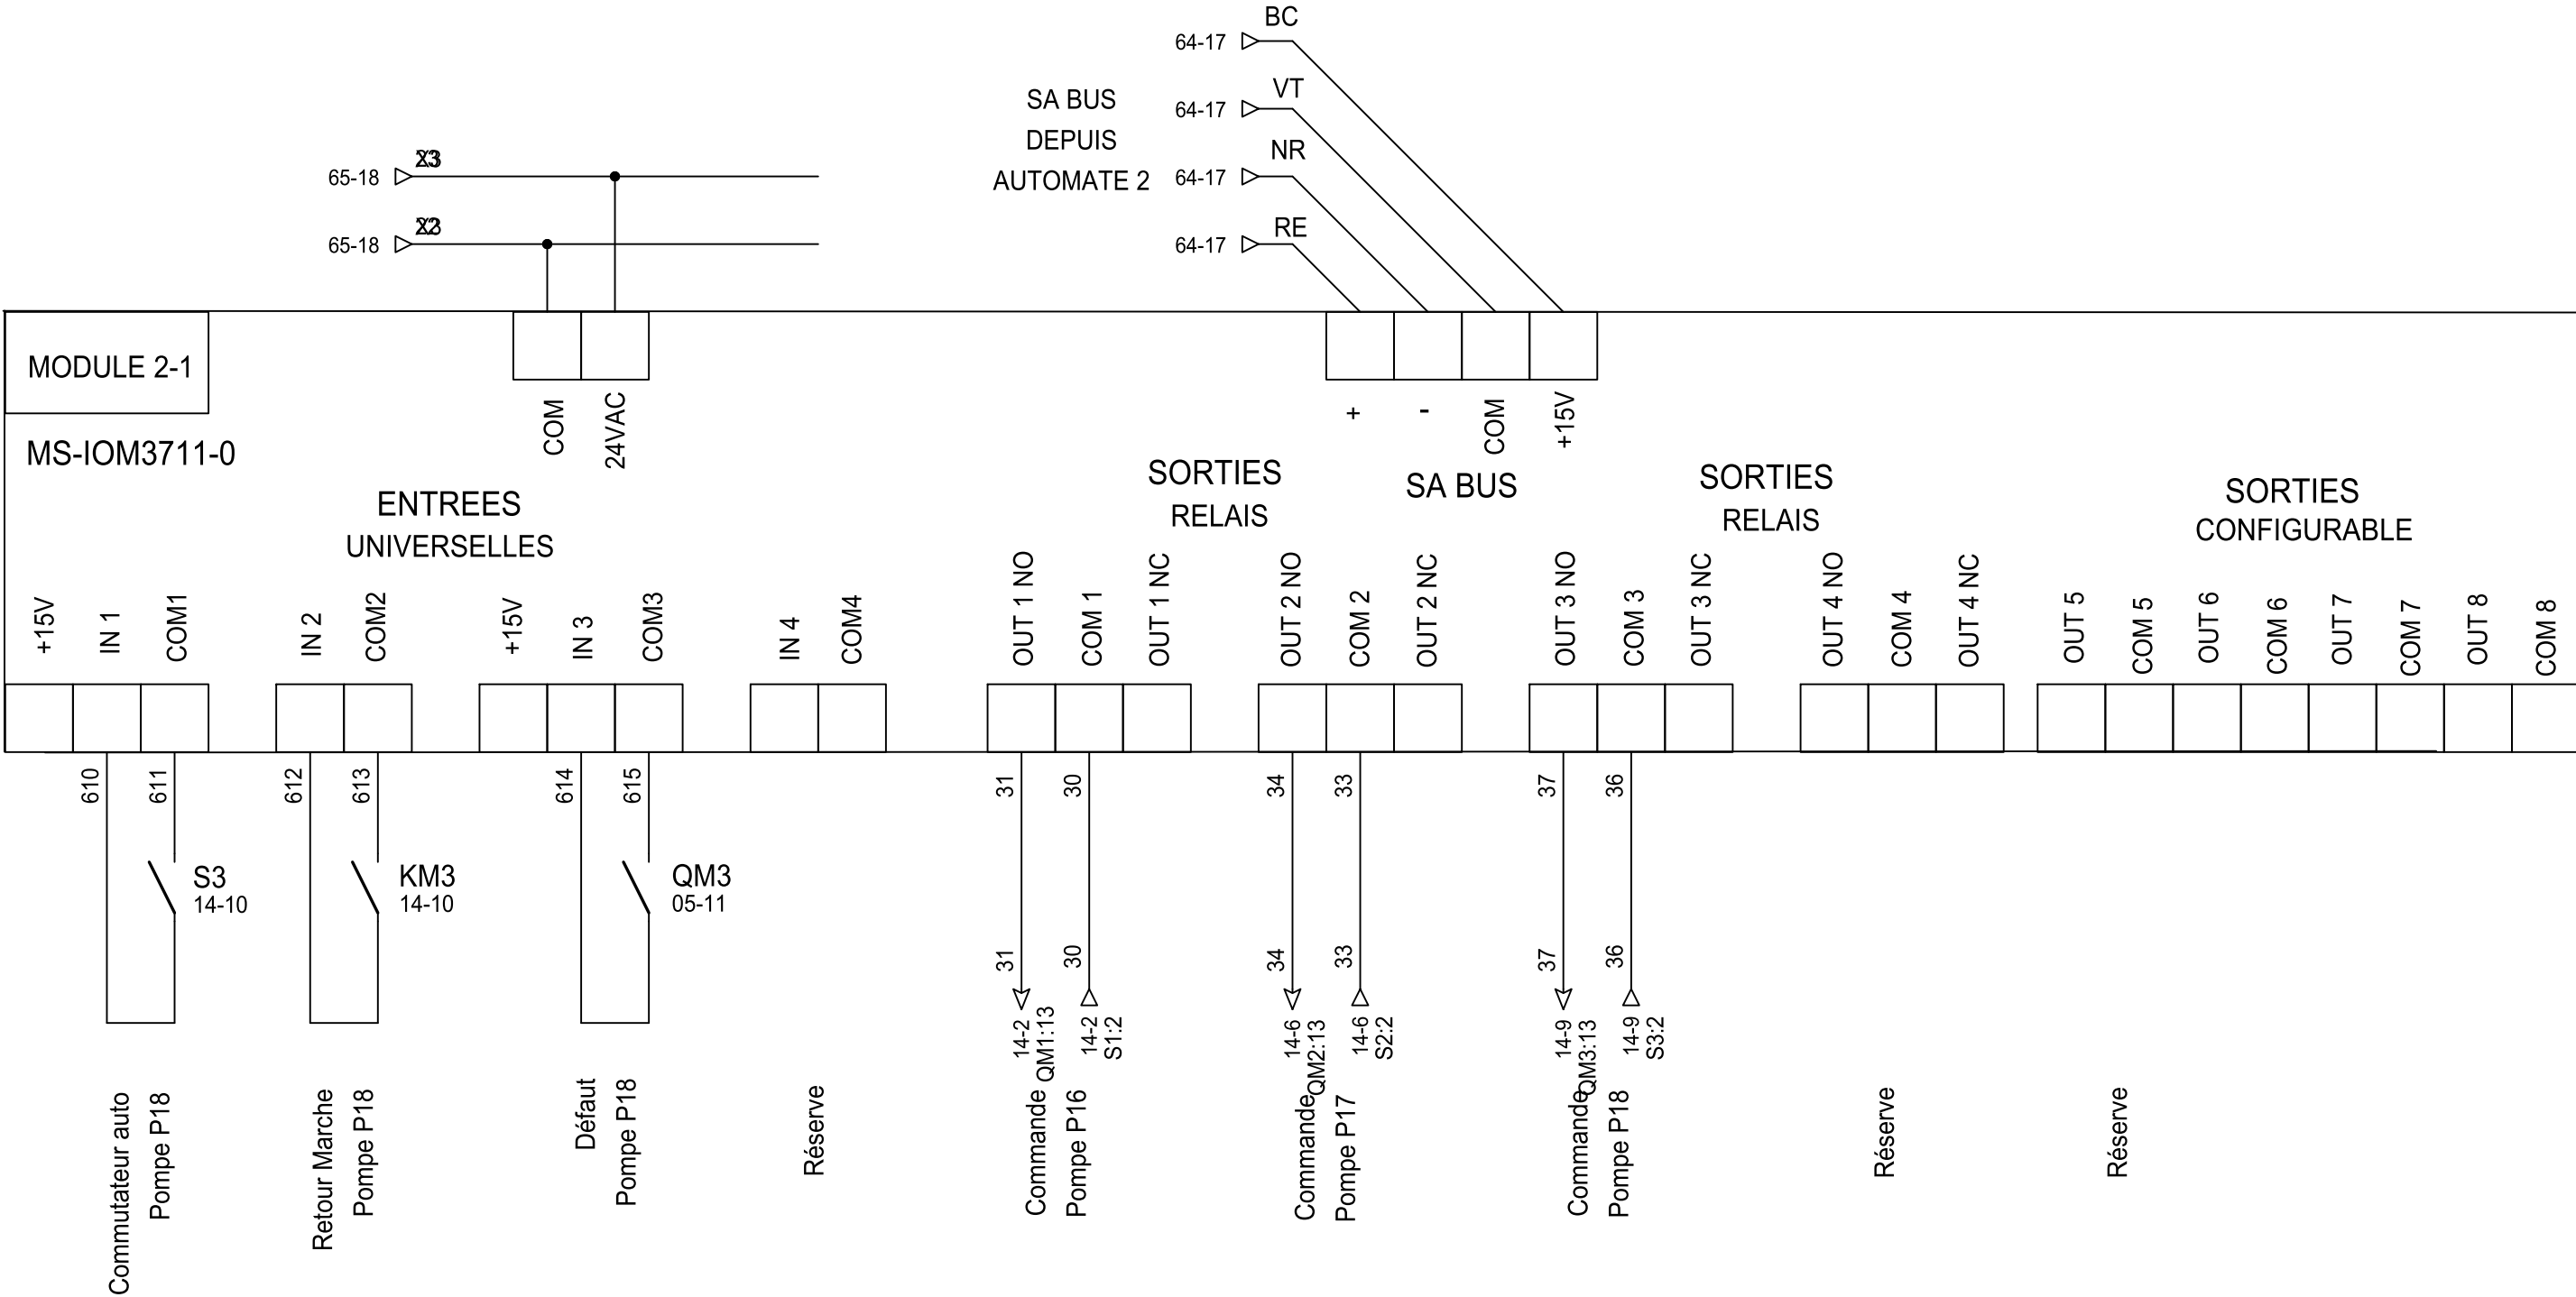 BC
64-17
VT
64-17
SA BUS
DEPUIS
AUTOMATE 2
NR
64-17
RE
64-17
65-18
65-18
MODULE 2-1
MS-IOM3711-0
COM
24VAC
+
-
COM
+15V
SA BUS
ENTREES
UNIVERSELLES
SORTIES
RELAIS
SORTIES
RELAIS
SORTIES
CONFIGURABLE
+15V
IN 1
COM1
IN 2
COM2
+15V
IN 3
COM3
IN 4
COM4
OUT 1 NO
COM 1
OUT 1 NC
OUT 2 NO
COM 2
OUT 2 NC
OUT 3 NO
COM 3
OUT 3 NC
OUT 4 NO
COM 4
OUT 4 NC
OUT 5
COM 5
OUT 6
COM 6
OUT 7
COM 7
OUT 8
COM 8
610
611
612
613
614
615
31
30
34
33
37
36
S3
14-10
KM3
14-10
QM3
05-11
31
30
34
33
37
36
14-2
QM1:13
14-2
S1:2
14-6
QM2:13
14-6
S2:2
14-9
QM3:13
14-9
S3:2
Commutateur auto
Pompe P18
Retour Marche
Pompe P18
Défaut
Pompe P18
Réserve
Commande
Pompe P16
Commande
Pompe P17
Commande
Pompe P18
Réserve
Réserve